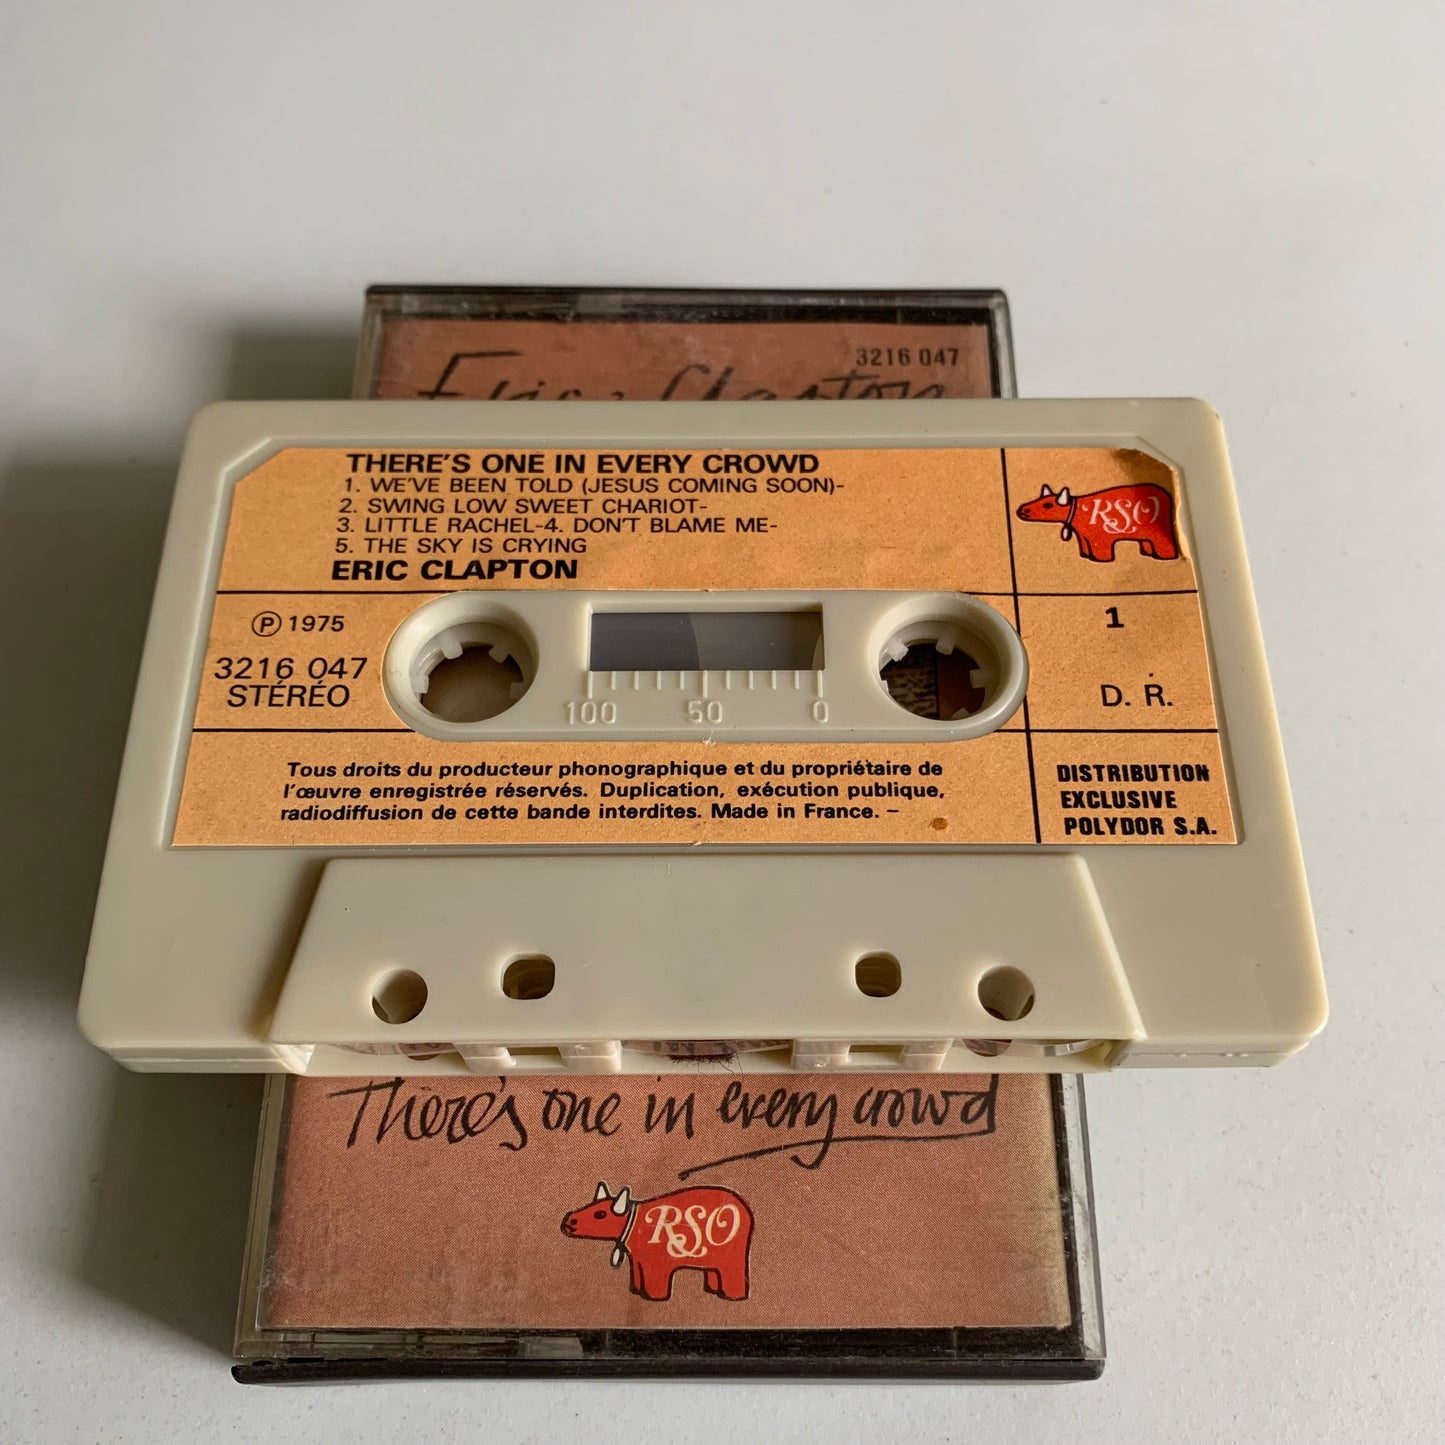 3216 047
Eric Clapton
THERE'S ONE IN EVERY CROWD
1. WE'VE BEEN TOLD (JESUS COMING SOON)-
2. SWING LOW SWEET CHARIOT-
3. LITTLE RACHEL-4. DON'T BLAME ME-
5. THE SKY IS CRYING
ERIC CLAPTON
RSO
Ⓟ 1975
3216 047
STÉRÉO
100 50 0
1
D. R.
Tous droits du producteur phonographique et du propriétaire de
l'œuvre enregistrée réservés. Duplication, exécution publique,
radiodiffusion de cette bande interdites. Made in France. –
DISTRIBUTION
EXCLUSIVE
POLYDOR S.A.
There's one in every crowd
RSO